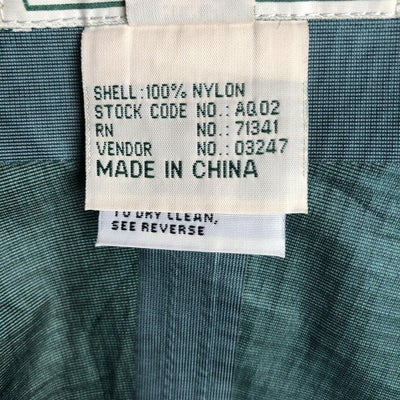 SHELL:100% NYLON
STOCK CODE NO.: AQ02
RN NO.: 71341
VENDOR NO.: 03247
MADE IN CHINA
TO DRY CLEAN,
SEE REVERSE